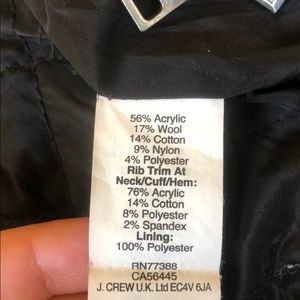 56% Acrylic
17% Wool
14% Cotton
9% Nylon
4% Polyester
Rib Trim At
Neck/Cuff/Hem:
76% Acrylic
14% Cotton
8% Polyester
2% Spandex
Lining:
100% Polyester
RN77388
CA56445
J. CREW U.K. Ltd EC4V 6JA